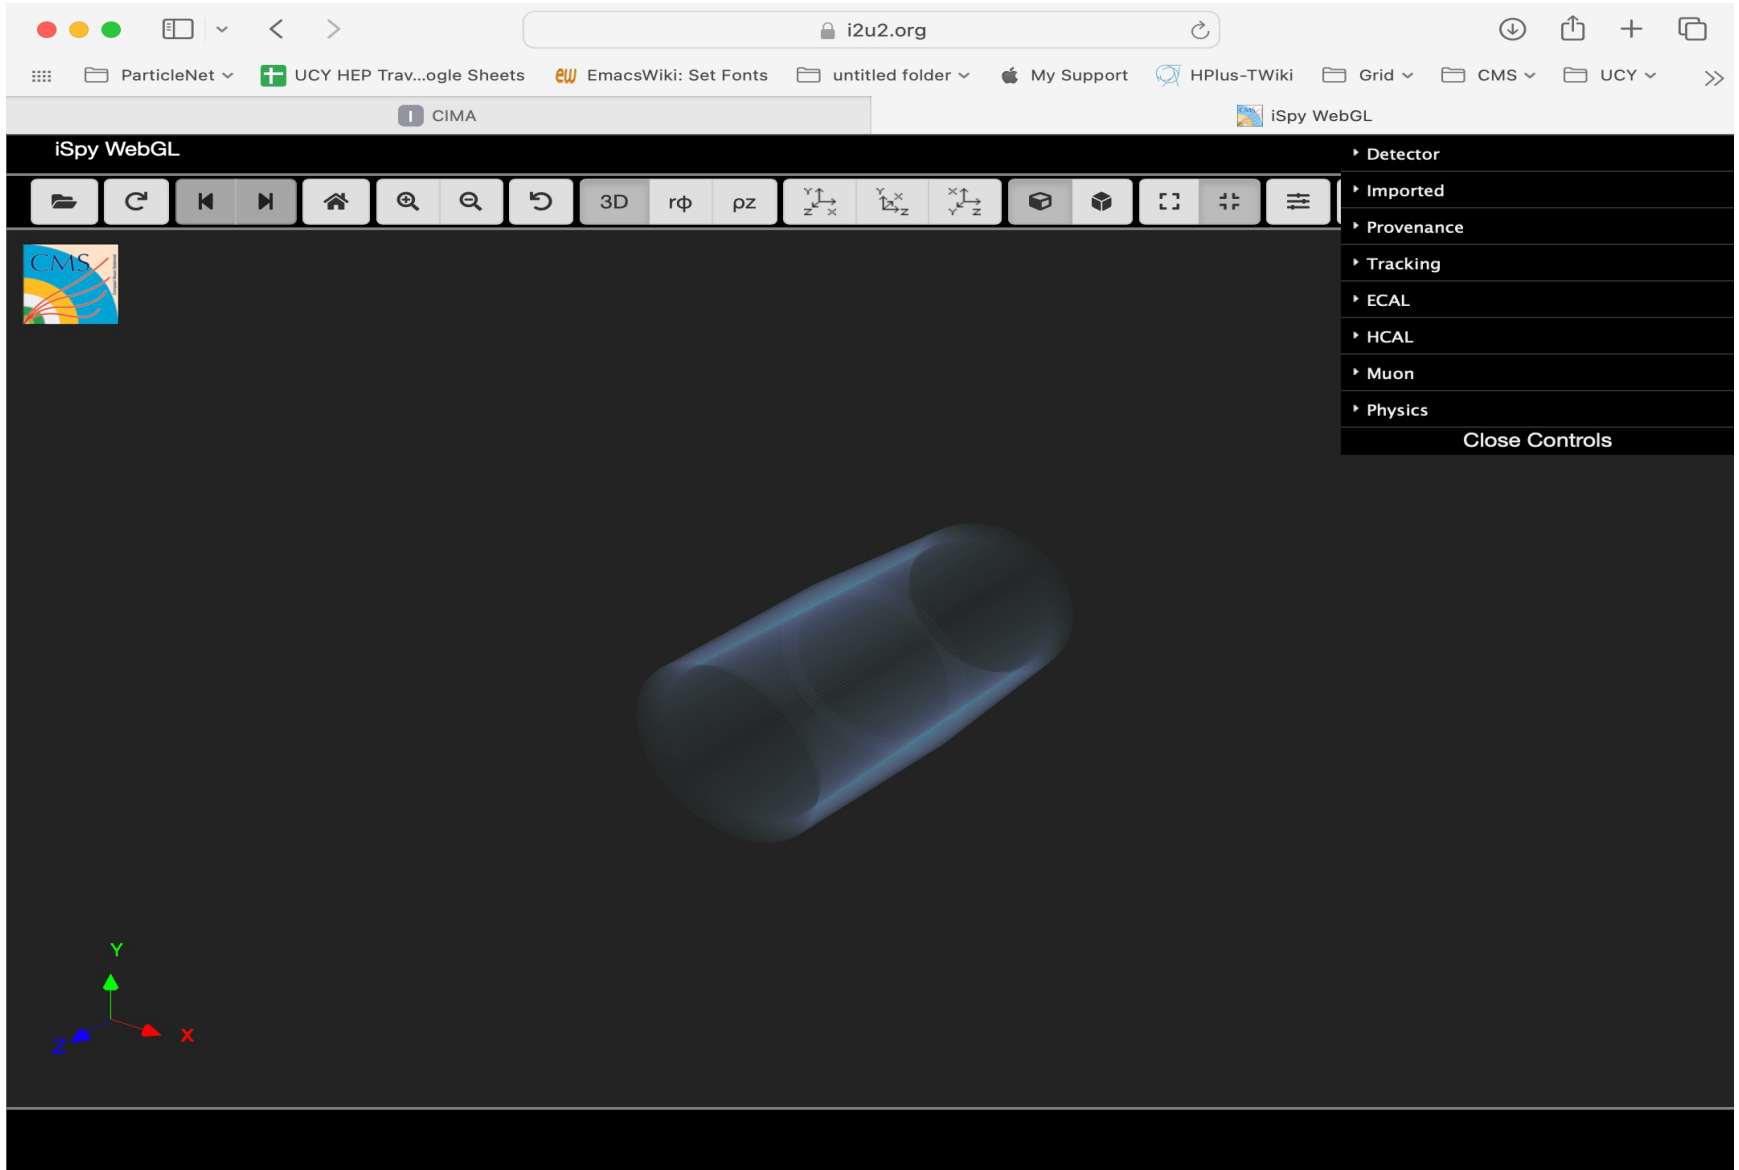 i2u2.org
ParticleNet UCY HEP Trav...ogle Sheets EW EmacsWiki: Set Fonts untitled folder My Support HPlus-TWiki Grid CMS UCY
I CIMA iSpy WebGL
iSpy WebGL
3D rϕ ρz Y Z X Y X Z X Y Z
CMS
Detector
Imported
Provenance
Tracking
ECAL
HCAL
Muon
Physics
Close Controls
Y
Z X